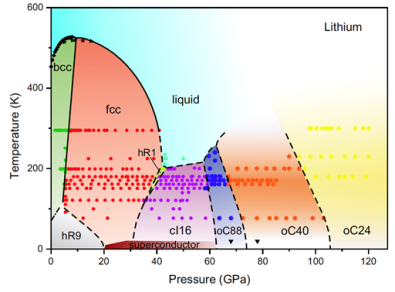 Lithium
600
400
200
0
Temperature (K)
bcc
fcc
liquid
hR1
hR9
cI16
oC88
oC40
oC24
superconductor
0
20
40
60
80
100
120
Pressure (GPa)